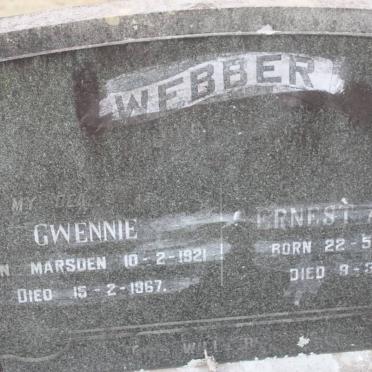 WEBBER
MY DEA
GWENNIE
N MARSDEN 10-2-1921
DIED 15-2-1967.
ERNEST A
BORN 22-5
DIED 9-3
WILL B